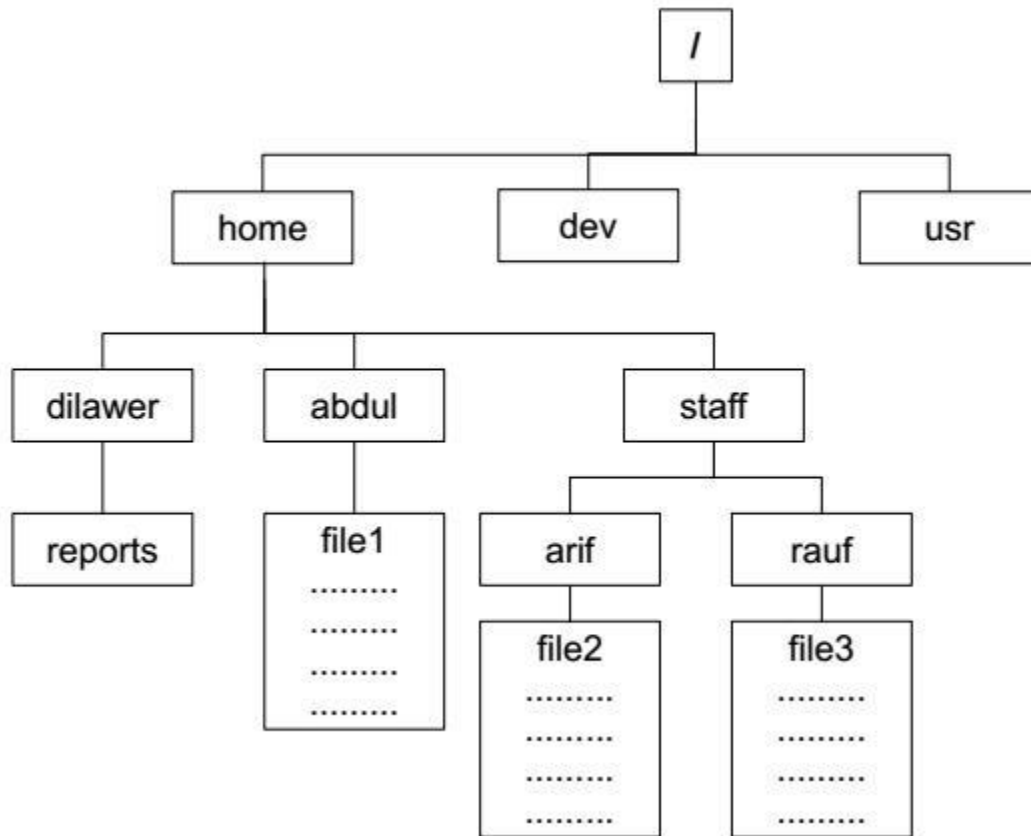 /
home
dev
usr
dilawer
abdul
staff
reports
file1
.........
.........
.........
.........
arif
rauf
file2
.........
.........
.........
.........
file3
.........
.........
.........
.........